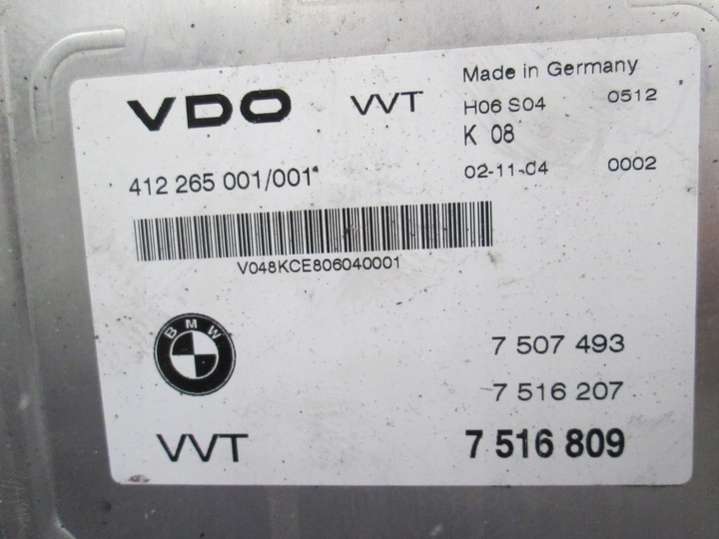 VDO VVT Made in Germany
H06 S04 0512
K 08
412 265 001/001* 02-11-04 0002
V048KCE806040001
BMW
7 507 493
7 516 207
VVT 7 516 809